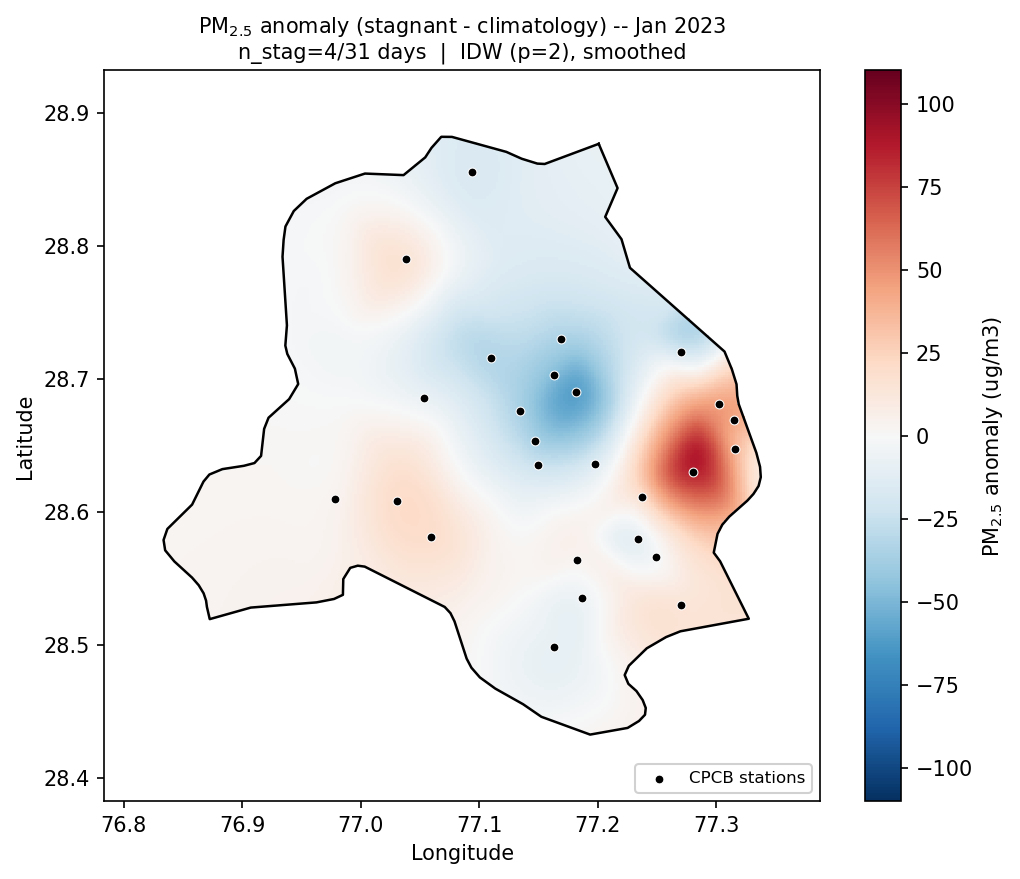 PM2.5 anomaly (stagnant - climatology) -- Jan 2023
n_stag=4/31 days | IDW (p=2), smoothed
28.9
28.8
28.7
28.6
28.5
28.4
Latitude
76.8 76.9 77.0 77.1 77.2 77.3
Longitude
CPCB stations
100
75
50
25
0
−25
−50
−75
−100
PM2.5 anomaly (ug/m3)